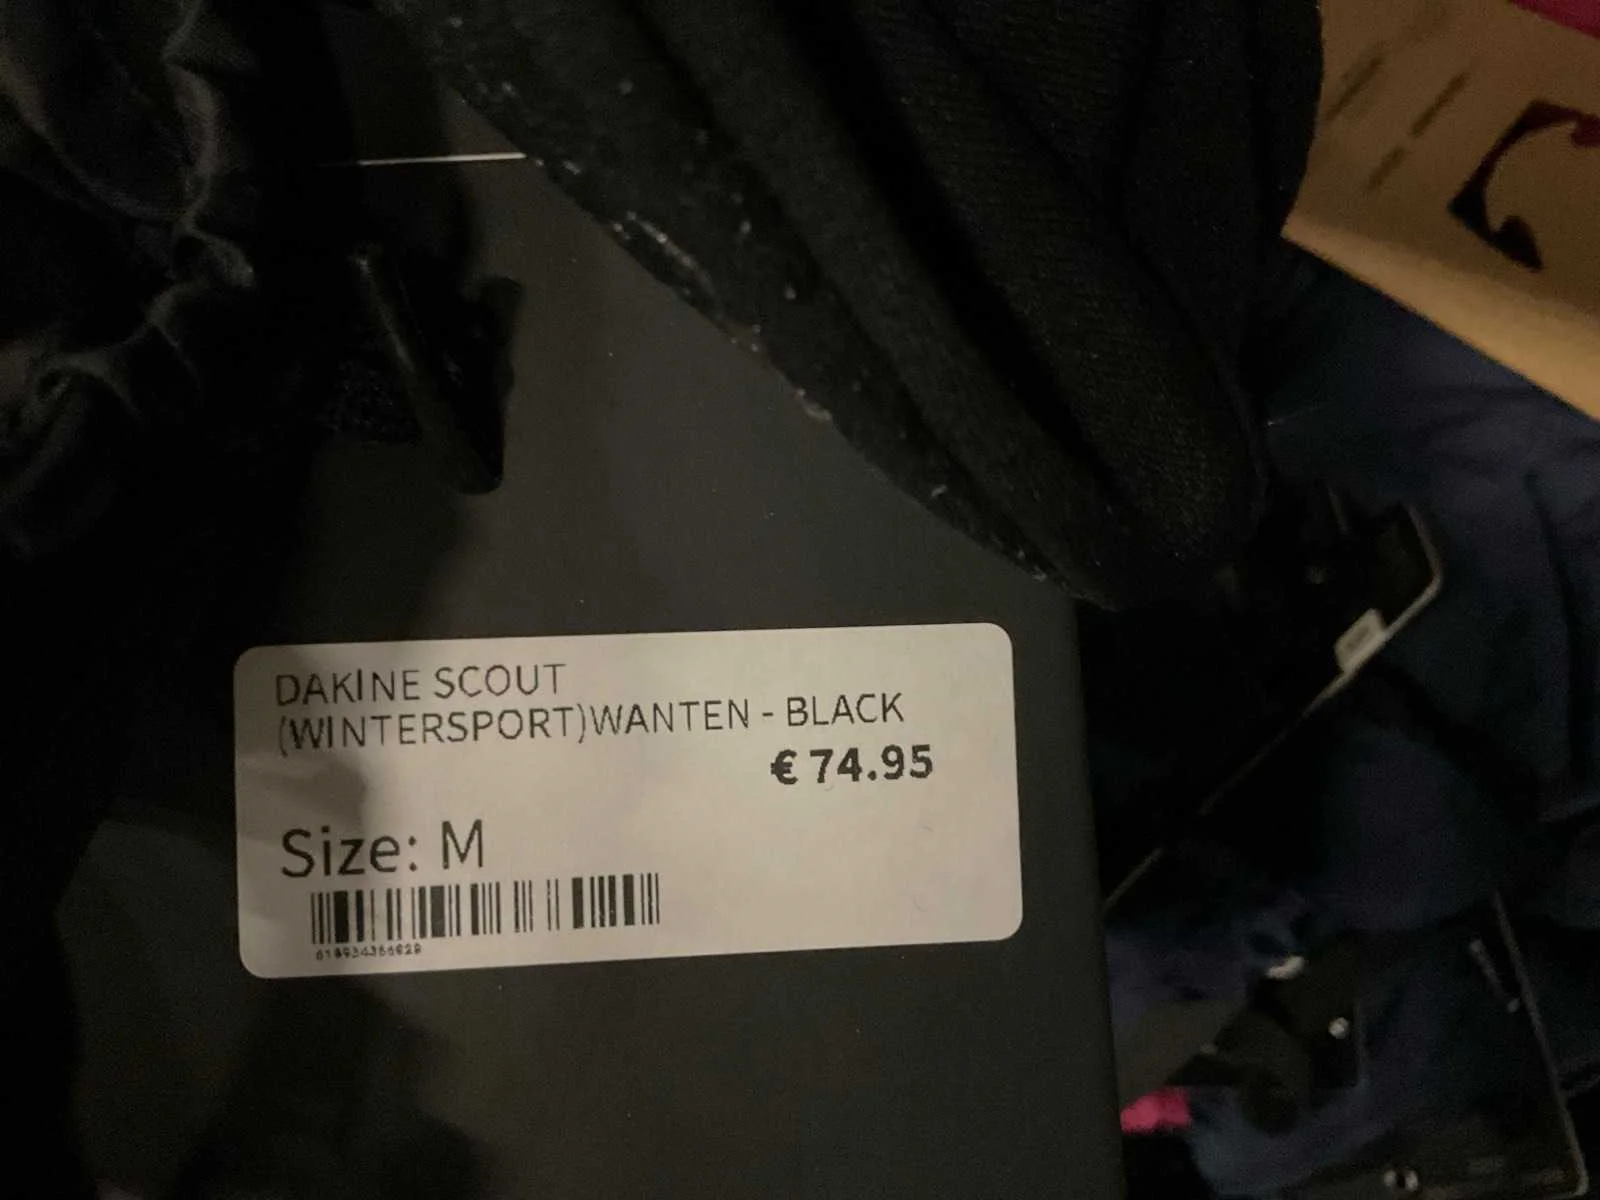 DAKINE SCOUT
(WINTERSPORT)WANTEN - BLACK
€ 74.95
Size: M